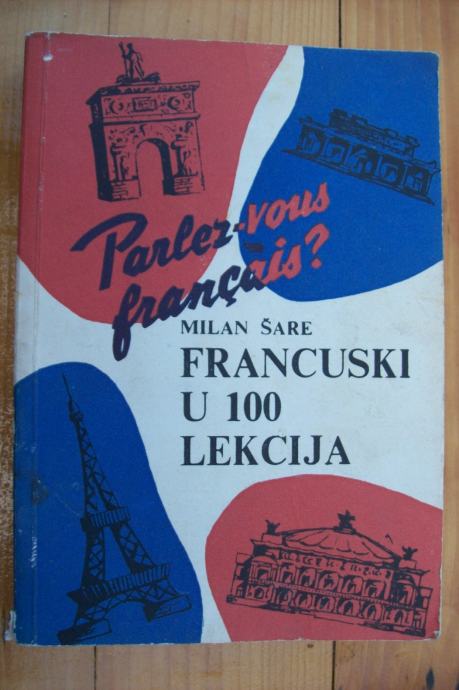 Parlez-vous
français?
MILAN ŠARE
FRANCUSKI
U 100
LEKCIJA